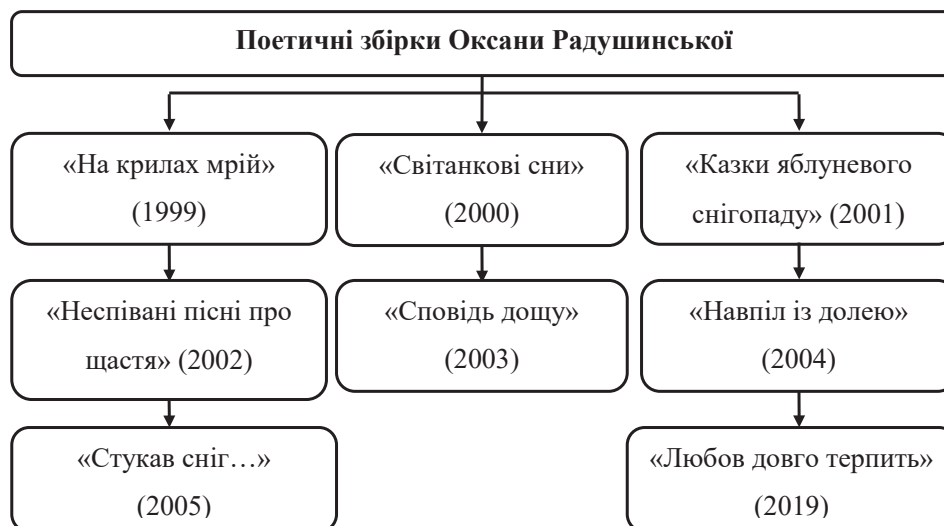 Поетичні збірки Оксани Радушинської
«На крилах мрій»
(1999)
«Світанкові сни»
(2000)
«Казки яблуневого
снігопаду» (2001)
«Неспівані пісні про
щастя» (2002)
«Сповідь дощу»
(2003)
«Навпіл із долею»
(2004)
«Стукав сніг…»
(2005)
«Любов довго терпить»
(2019)